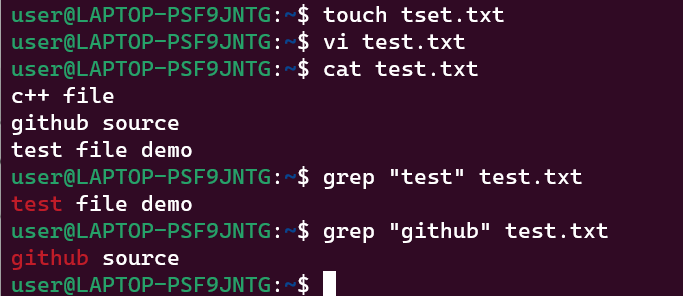 user@LAPTOP-PSF9JNTG:~$ touch tset.txt
user@LAPTOP-PSF9JNTG:~$ vi test.txt
user@LAPTOP-PSF9JNTG:~$ cat test.txt
c++ file
github source
test file demo
user@LAPTOP-PSF9JNTG:~$ grep "test" test.txt
test file demo
user@LAPTOP-PSF9JNTG:~$ grep "github" test.txt
github source
user@LAPTOP-PSF9JNTG:~$